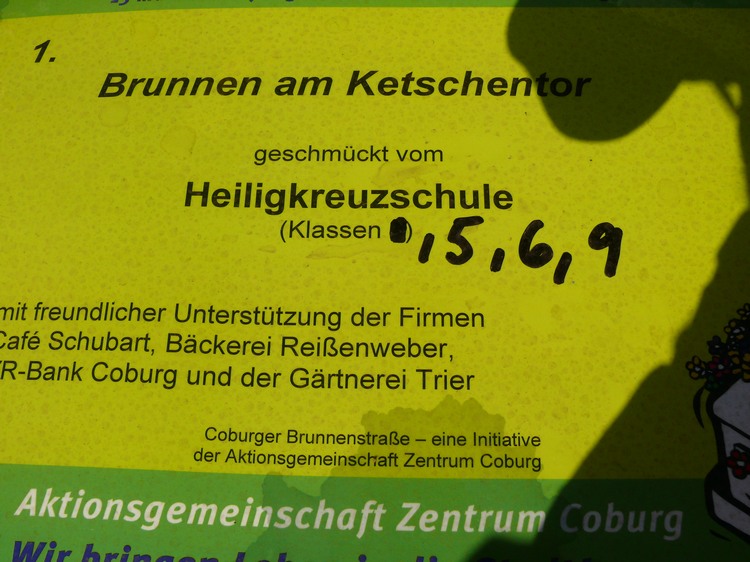 1.
Brunnen am Ketschentor
geschmückt vom
Heiligkreuzschule
(Klassen ), 5, 6, 9
mit freundlicher Unterstützung der Firmen
Café Schubart, Bäckerei Reißenweber,
VR-Bank Coburg und der Gärtnerei Trier
Coburger Brunnenstraße – eine Initiative
der Aktionsgemeinschaft Zentrum Coburg
Aktionsgemeinschaft Zentrum Coburg
Wir bringen